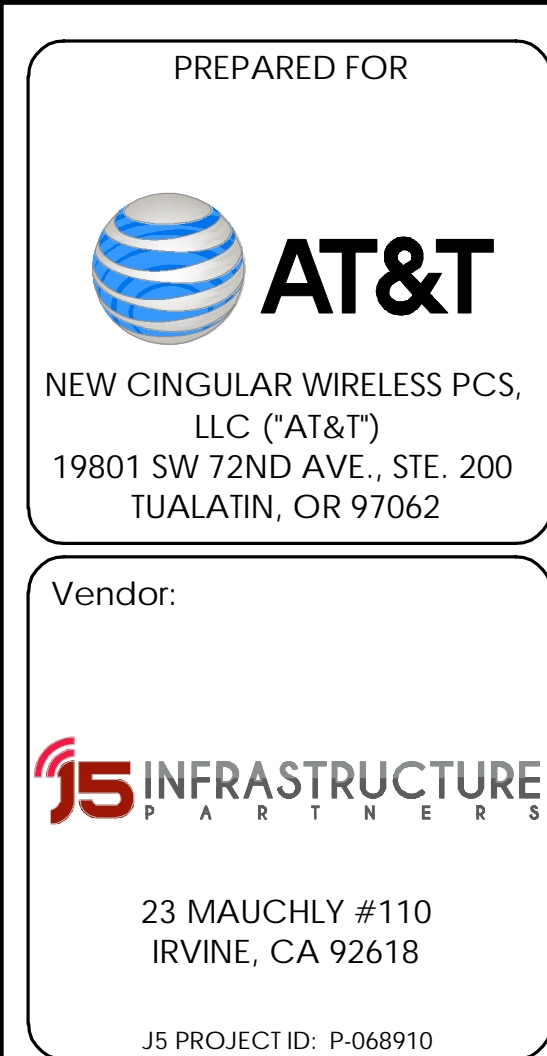 PREPARED FOR
AT&T
NEW CINGULAR WIRELESS PCS,
LLC ("AT&T")
19801 SW 72ND AVE., STE. 200
TUALATIN, OR 97062
Vendor:
J5 INFRASTRUCTURE
PARTNERS
23 MAUCHLY #110
IRVINE, CA 92618
J5 PROJECT ID: P-068910